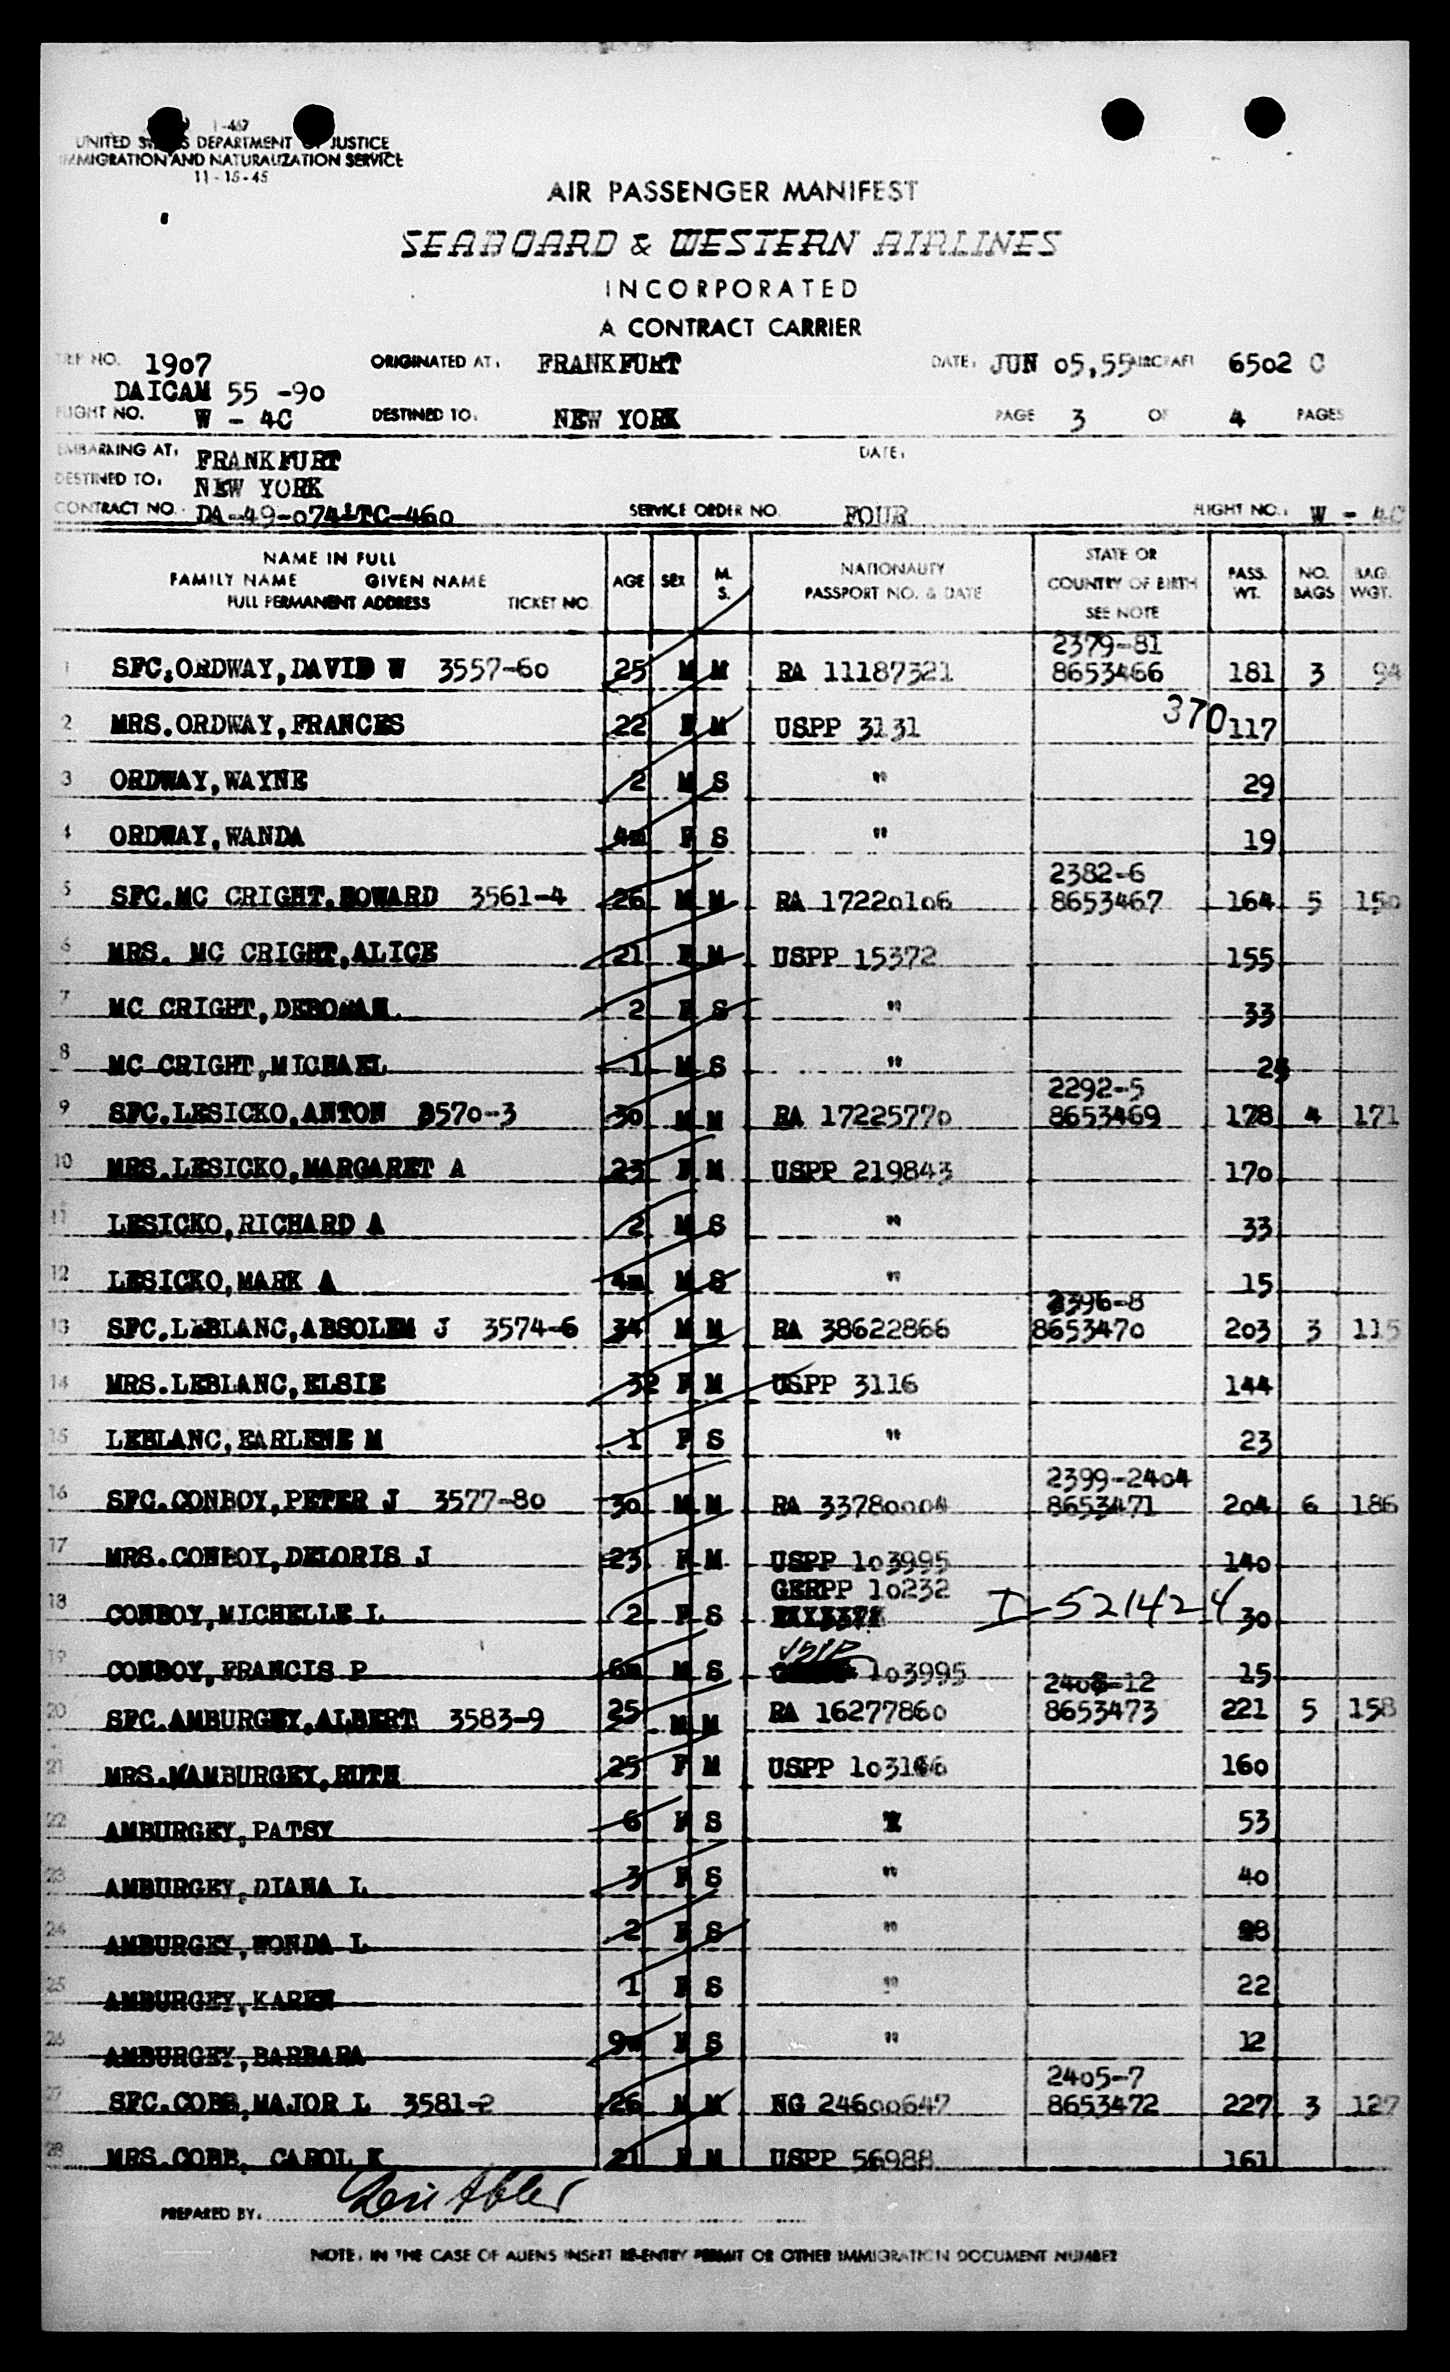 I-467
UNITED STATES DEPARTMENT OF JUSTICE
IMMIGRATION AND NATURALIZATION SERVICE
11-15-45
AIR PASSENGER MANIFEST
SEABOARD & WESTERN AIRLINES
INCORPORATED
A CONTRACT CARRIER
TRIP NO. 1907 ORIGINATED AT: FRANKFURT DATE: JUN 05,55 AIRCRAFT 6502 C
DAICAM 55 -90
FLIGHT NO. W - 4C DESTINED TO: NEW YORK PAGE 3 OF 4 PAGES
EMBARKING AT: FRANKFURT DATE:
DESTINED TO: NEW YORK
CONTRACT NO. DA-49-074-TC-460 SERVICE ORDER NO. FOUR FLIGHT NO. W - 4C
NAME IN FULL
FAMILY NAME GIVEN NAME
FULL PERMANENT ADDRESS TICKET NO. AGE SEX M. S. NATIONALITY PASSPORT NO. & DATE STATE OR COUNTRY OF BIRTH SEE NOTE PASS. WT. NO. BAGS BAG. WGT.
2379-81
1 SFC.ORDWAY,DAVID W 3557-60 25 M M RA 11187321 8653466 181 3 94
2 MRS.ORDWAY,FRANCES 22 F M USPP 3131 370 117
3 ORDWAY,WAYNE 2 M S " 29
4 ORDWAY,WANDA 4m F S " 19
2382-6
5 SFC.MC CRIGHT.HOWARD 3561-4 26 M M RA 17220106 8653467 164 5 150
6 MRS. MC CRIGHT,ALICE 21 F M USPP 15372 155
7 MC CRIGHT,DEBORAH 2 F S " 33
8 MC CRIGHT,MICHAEL 1 M S " 25
2292-5
9 SFC.LESICKO,ANTON 3570-3 30 M M RA 17225770 8653469 178 4 171
10 MRS.LESICKO,MARGARET A 23 F M USPP 219843 170
11 LESICKO,RICHARD A 2 M S " 33
12 LESICKO,MARK A 4m M S " 15
2396-8
13 SFC.LEBLANC,ABSOLEM J 3574-6 34 M M RA 38622866 8653470 203 3 115
14 MRS.LEBLANC,ELSIE 32 F M USPP 3116 144
15 LEBLANC,EARLENE M 1 F S " 23
2399-2404
16 SFC.CONBOY,PETER J 3577-80 30 M M RA 33780004 8653471 204 6 186
17 MRS.CONBOY,DELORIS J 23 F M USPP 103995 140
GERPP 10232
18 CONBOY,MICHELLE L 2 F S I-521424 30
19 CONBOY,FRANCIS P 6m M S USPP 103995 15
2408-12
20 SFC.AMBURGEY,ALBERT 3583-9 25 M M RA 16277860 8653473 221 5 158
21 MRS.MAMBURGEY,RUTH 25 F M USPP 103146 160
22 AMBURGEY,PATSY 6 F S 53
23 AMBURGEY,DIANA L 3 F S " 40
24 AMBURGEY,WONDA L 2 F S "
25 AMBURGEY,KAREN 1 F S " 22
26 AMBURGEY,BARBARA 9m F S " 12
2405-7
27 SFC.COBB,MAJOR L 3581-2 26 M M NG 24600647 8653472 227 3 127
28 MRS.COBB, CAROL K 21 F M USPP 56988 161
PREPARED BY:
NOTE: IN THE CASE OF ALIENS INSERT RE-ENTRY PERMIT OR OTHER IMMIGRATION DOCUMENT NUMBER